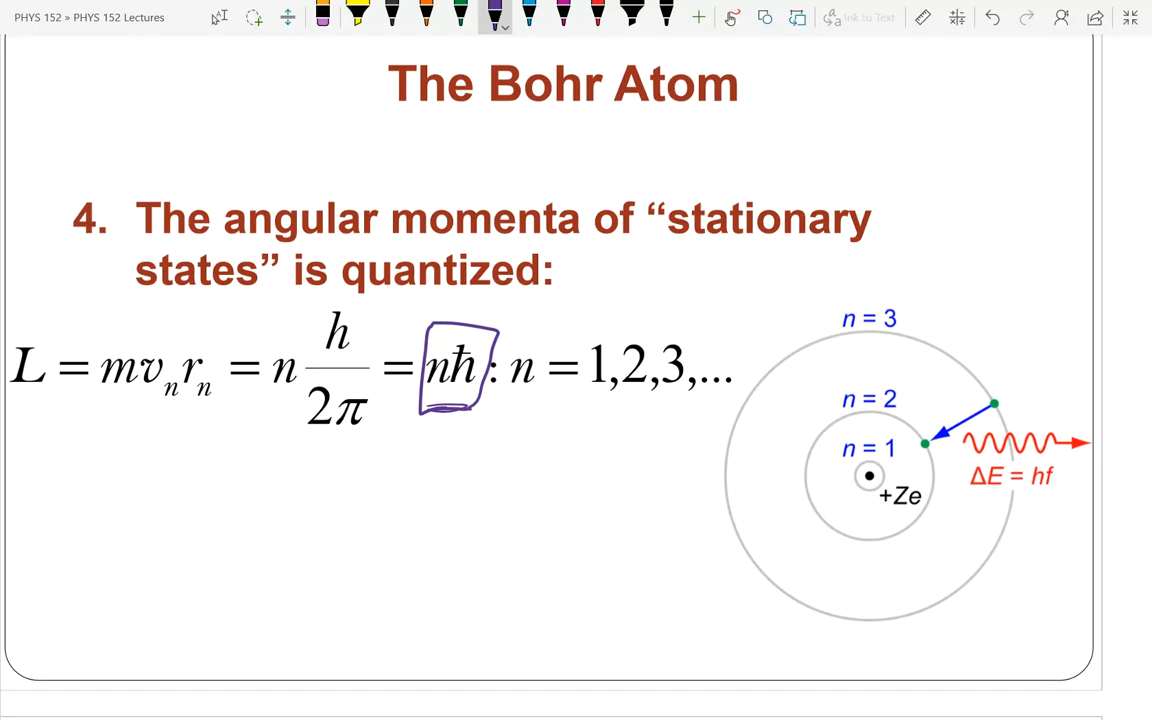 PHYS 152 » PHYS 152 Lectures
Ink to Text
The Bohr Atom
4. The angular momenta of “stationary
states” is quantized:
L = mvₙrₙ = n h/2π = nħ : n = 1,2,3,...
n = 3
n = 2
n = 1
+Ze
ΔE = hf